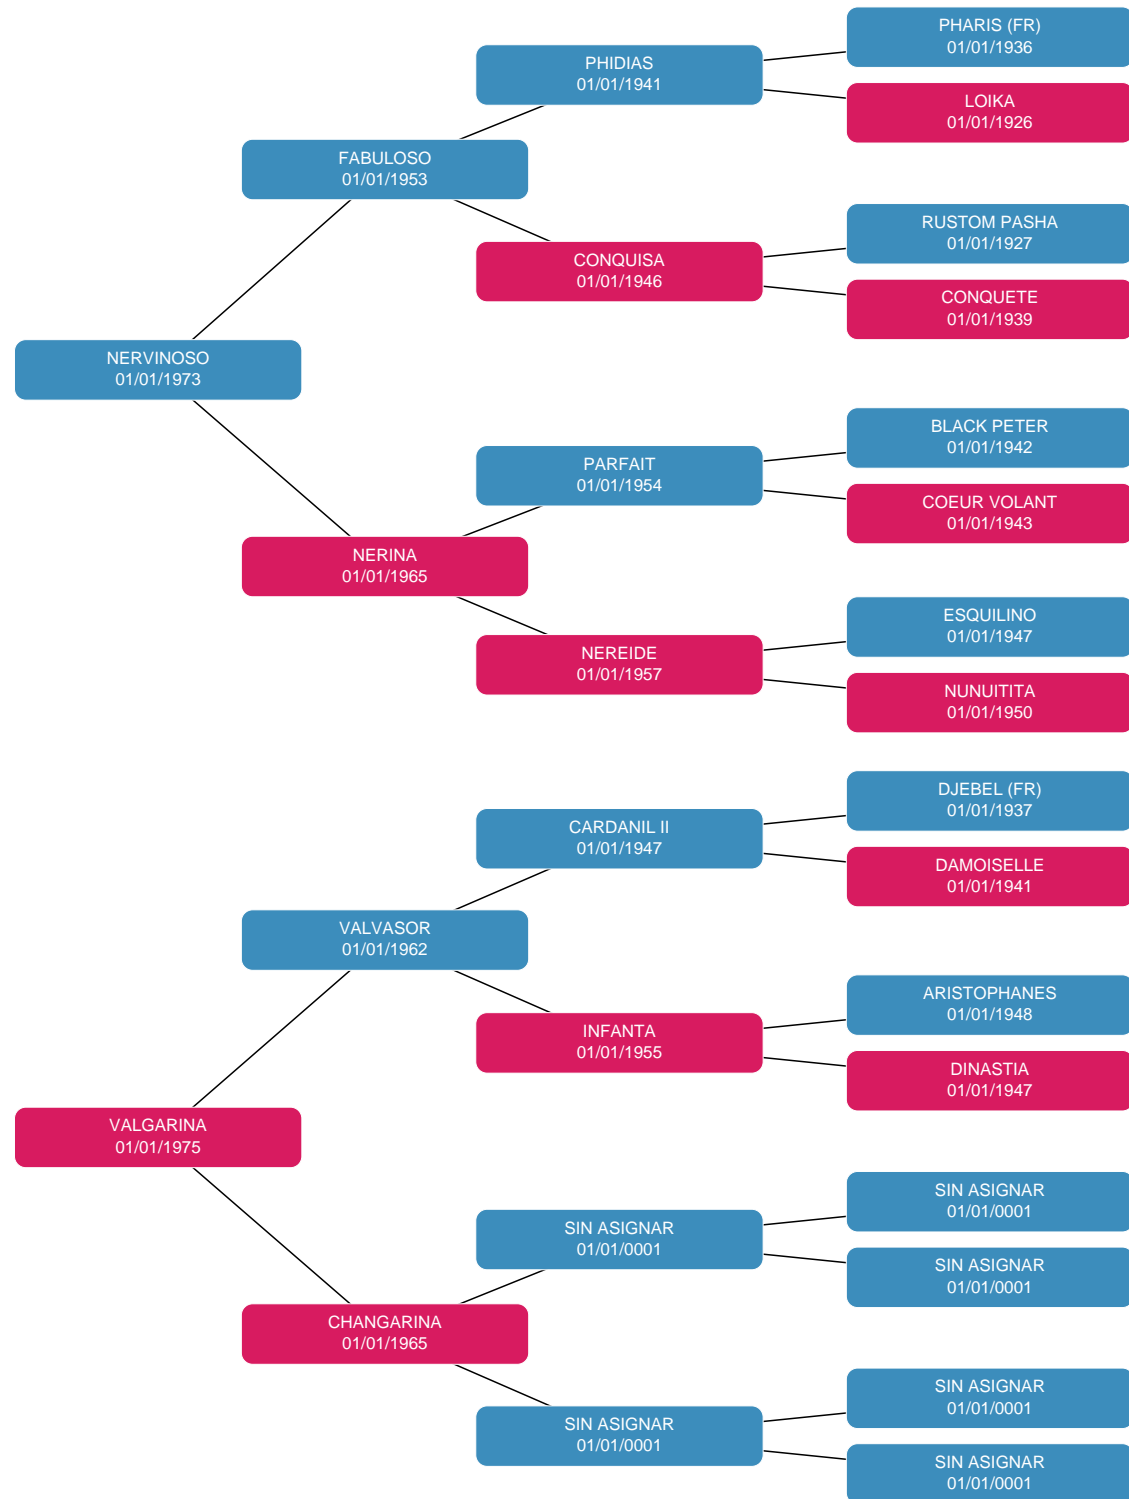 PHARIS (FR)
01/01/1936
PHIDIAS
01/01/1941
LOIKA
01/01/1926
FABULOSO
01/01/1953
RUSTOM PASHA
01/01/1927
CONQUISA
01/01/1946
CONQUETE
01/01/1939
NERVINOSO
01/01/1973
BLACK PETER
01/01/1942
PARFAIT
01/01/1954
COEUR VOLANT
01/01/1943
NERINA
01/01/1965
ESQUILINO
01/01/1947
NEREIDE
01/01/1957
NUNUITITA
01/01/1950
DJEBEL (FR)
01/01/1937
CARDANIL II
01/01/1947
DAMOISELLE
01/01/1941
VALVASOR
01/01/1962
ARISTOPHANES
01/01/1948
INFANTA
01/01/1955
DINASTIA
01/01/1947
VALGARINA
01/01/1975
SIN ASIGNAR
01/01/0001
SIN ASIGNAR
01/01/0001
SIN ASIGNAR
01/01/0001
CHANGARINA
01/01/1965
SIN ASIGNAR
01/01/0001
SIN ASIGNAR
01/01/0001
SIN ASIGNAR
01/01/0001